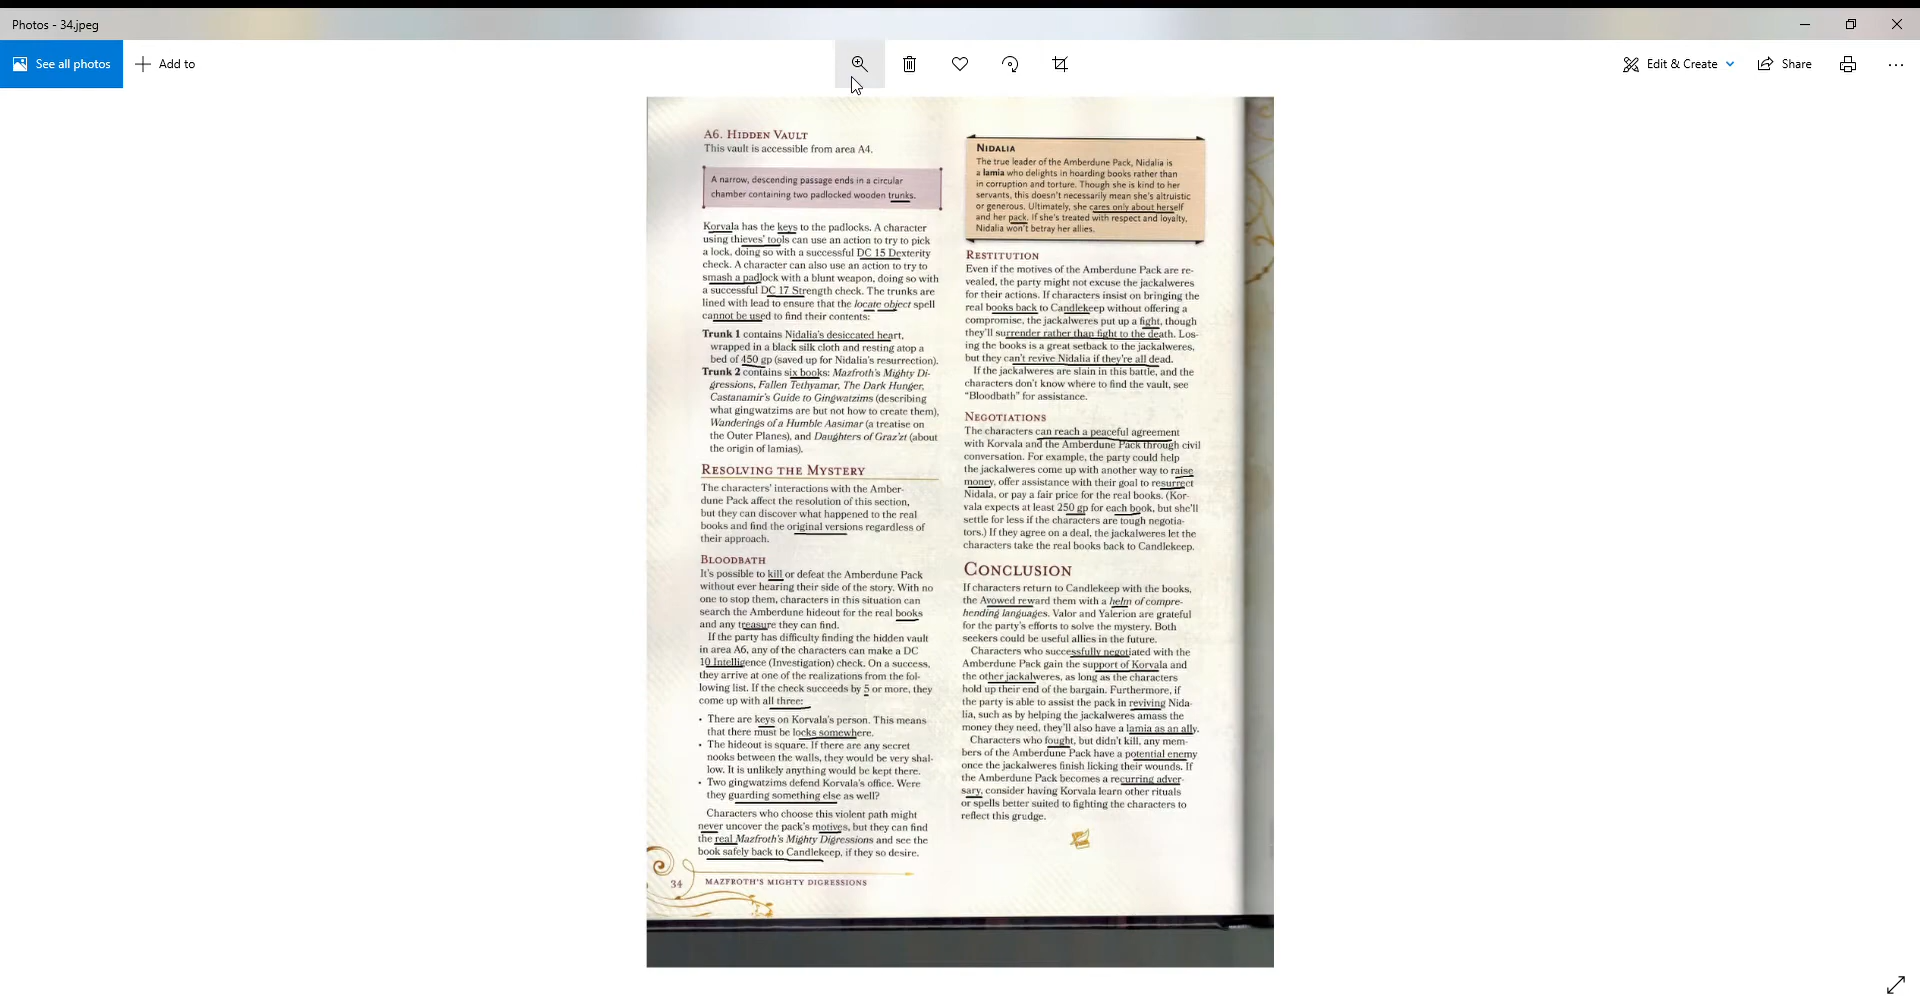 Photos - 34.jpeg
See all photos
Add to
Edit & Create
Share
A6. HIDDEN VAULT
This vault is accessible from area A4.
A narrow, descending passage ends in a circular
chamber containing two padlocked wooden trunks.
Korvala has the keys to the padlocks. A character
using thieves' tools can use an action to try to pick
a lock, doing so with a successful DC 15 Dexterity
check. A character can also use an action to try to
smash a padlock with a blunt weapon, doing so with
a successful DC 17 Strength check. The trunks are
lined with lead to ensure that the locate object spell
cannot be used to find their contents:
Trunk 1 contains Nidalia's desiccated heart,
wrapped in a black silk cloth and resting atop a
bed of 450 gp (saved up for Nidalia's resurrection).
Trunk 2 contains six books: Mazfroth's Mighty Di-
gressions, Fallen Tethyamar, The Dark Hunger,
Castanamir's Guide to Gingwatzims (describing
what gingwatzims are but not how to create them),
Wanderings of a Humble Aasimar (a treatise on
the Outer Planes), and Daughters of Graz'zt (about
the origin of lamias).
RESOLVING THE MYSTERY
The characters' interactions with the Amber-
dune Pack affect the resolution of this section,
but they can discover what happened to the real
books and find the original versions regardless of
their approach.
BLOODBATH
It's possible to kill or defeat the Amberdune Pack
without ever hearing their side of the story. With no
one to stop them, characters in this situation can
search the Amberdune hideout for the real books
and any treasure they can find.
If the party has difficulty finding the hidden vault
in area A6, any of the characters can make a DC
10 Intelligence (Investigation) check. On a success,
they arrive at one of the realizations from the fol-
lowing list. If the check succeeds by 5 or more, they
come up with all three:
• There are keys on Korvala's person. This means
that there must be locks somewhere.
• The hideout is square. If there are any secret
nooks between the walls, they would be very shal-
low. It is unlikely anything would be kept there.
• Two gingwatzims defend Korvala's office. Were
they guarding something else as well?
Characters who choose this violent path might
never uncover the pack's motives, but they can find
the real Mazfroth's Mighty Digressions and see the
book safely back to Candlekeep, if they so desire.
34
MAZFROTH'S MIGHTY DIGRESSIONS
NIDALIA
The true leader of the Amberdune Pack, Nidalia is
a lamia who delights in hoarding books rather than
in corruption and torture. Though she is kind to her
servants, this doesn't necessarily mean she's altruistic
or generous. Ultimately, she cares only about herself
and her pack. If she's treated with respect and loyalty,
Nidalia won't betray her allies.
RESTITUTION
Even if the motives of the Amberdune Pack are re-
vealed, the party might not excuse the jackalweres
for their actions. If characters insist on bringing the
real books back to Candlekeep without offering a
compromise, the jackalweres put up a fight, though
they'll surrender rather than fight to the death. Los-
ing the books is a great setback to the jackalweres,
but they can't revive Nidalia if they're all dead.
If the jackalweres are slain in this battle, and the
characters don't know where to find the vault, see
"Bloodbath" for assistance.
NEGOTIATIONS
The characters can reach a peaceful agreement
with Korvala and the Amberdune Pack through civil
conversation. For example, the party could help
the jackalweres come up with another way to raise
money, offer assistance with their goal to resurrect
Nidala, or pay a fair price for the real books. (Kor-
vala expects at least 250 gp for each book, but she'll
settle for less if the characters are tough negotia-
tors.) If they agree on a deal, the jackalweres let the
characters take the real books back to Candlekeep.
CONCLUSION
If characters return to Candlekeep with the books,
the Avowed reward them with a helm of compre-
hending languages. Valor and Yalerion are grateful
for the party's efforts to solve the mystery. Both
seekers could be useful allies in the future.
Characters who successfully negotiated with the
Amberdune Pack gain the support of Korvala and
the other jackalweres, as long as the characters
hold up their end of the bargain. Furthermore, if
the party is able to assist the pack in reviving Nida-
lia, such as by helping the jackalweres amass the
money they need, they'll also have a lamia as an ally.
Characters who fought, but didn't kill, any mem-
bers of the Amberdune Pack have a potential enemy
once the jackalweres finish licking their wounds. If
the Amberdune Pack becomes a recurring adver-
sary, consider having Korvala learn other rituals
or spells better suited to fighting the characters to
reflect this grudge.